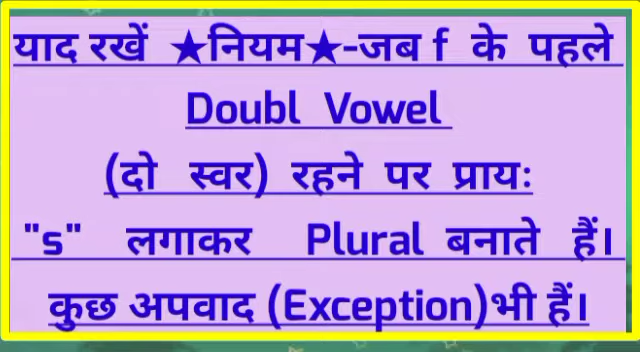 याद रखें ★नियम★-जब f के पहले
Doubl Vowel
(दो स्वर) रहने पर प्रायः
"s" लगाकर Plural बनाते हैं।
कुछ अपवाद (Exception)भी हैं।